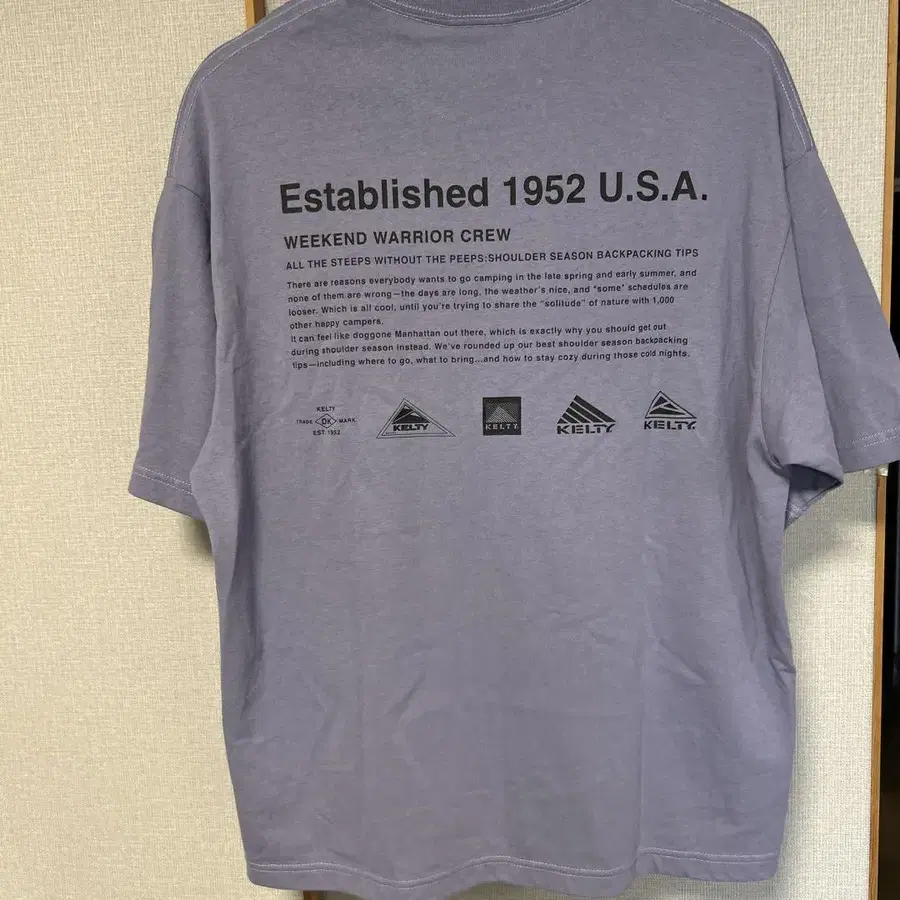 Established 1952 U.S.A.
WEEKEND WARRIOR CREW
ALL THE STEEPS WITHOUT THE PEEPS:SHOULDER SEASON BACKPACKING TIPS
There are reasons everybody wants to go camping in the late spring and early summer, and
none of them are wrong—the days are long, the weather's nice, and "some" schedules are
looser. Which is all cool, until you're trying to share the "solitude" of nature with 1,000
other happy campers.
It can feel like doggone Manhattan out there, which is exactly why you should get out
during shoulder season instead. We've rounded up our best shoulder season backpacking
tips—including where to go, what to bring...and how to stay cozy during those cold nights.
KELTY
TRADE DK MARK
EST. 1952
KELTY
KELTY.
KELTY.
KELTY.